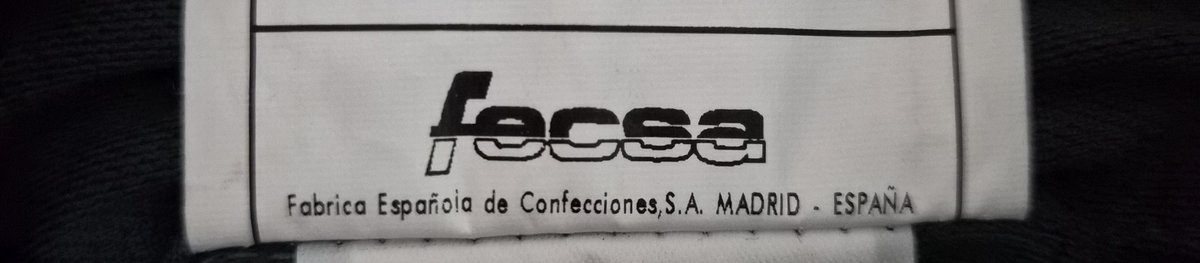 fecsa
Fabrica Española de Confecciones,S.A. MADRID - ESPAÑA